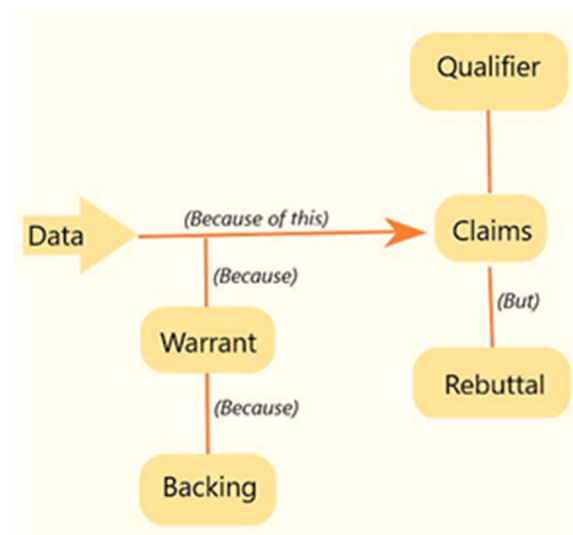 Qualifier
Data
(Because of this)
Claims
(Because)
(But)
Warrant
Rebuttal
(Because)
Backing